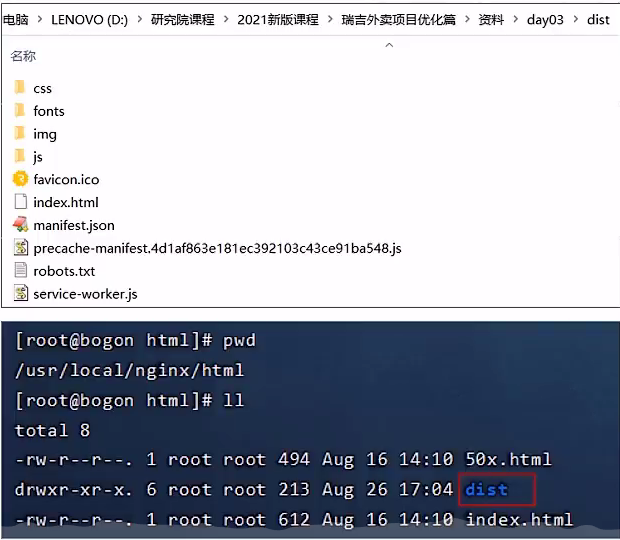 电脑 > LENOVO (D:) > 研究院课程 > 2021新版课程 > 瑞吉外卖项目优化篇 > 资料 > day03 > dist
名称
css
fonts
img
js
favicon.ico
index.html
manifest.json
precache-manifest.4d1af863e181ec392103c43ce91ba548.js
robots.txt
service-worker.js
[root@bogon html]# pwd
/usr/local/nginx/html
[root@bogon html]# ll
total 8
-rw-r--r--. 1 root root 494 Aug 16 14:10 50x.html
drwxr-xr-x. 6 root root 213 Aug 26 17:04 dist
-rw-r--r--. 1 root root 612 Aug 16 14:10 index.html